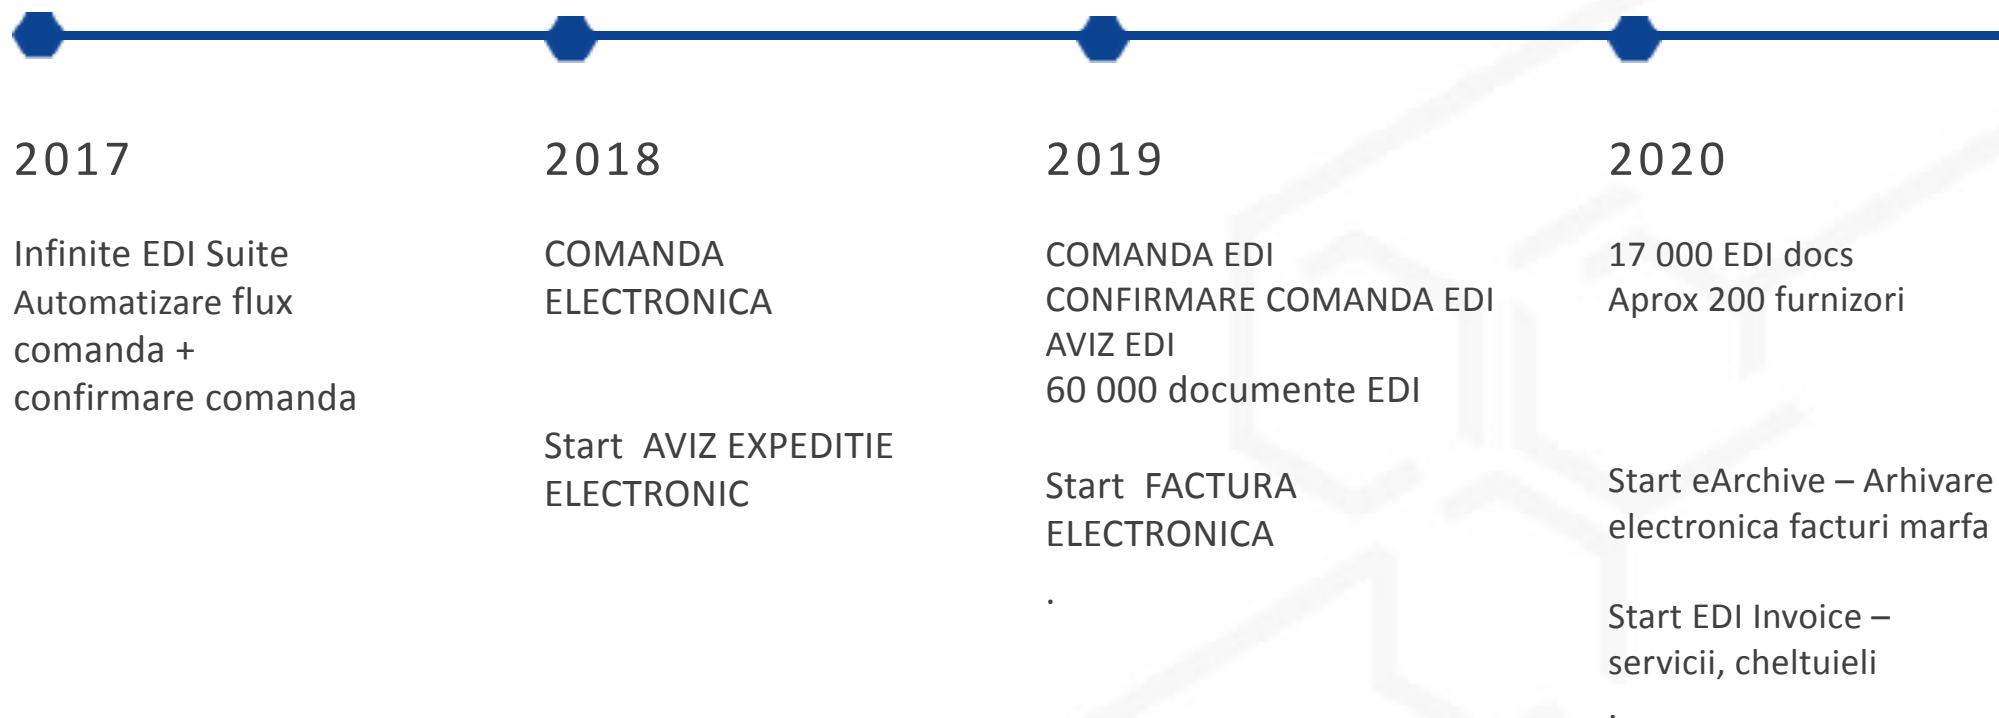 2017
Infinite EDI Suite
Automatizare flux
comanda +
confirmare comanda
2018
COMANDA
ELECTRONICA
Start  AVIZ EXPEDITIE
ELECTRONIC
2019
COMANDA EDI
CONFIRMARE COMANDA EDI
AVIZ EDI
60 000 documente EDI
Start  FACTURA
ELECTRONICA
.
2020
17 000 EDI docs
Aprox 200 furnizori
Start eArchive – Arhivare
electronica facturi marfa
Start EDI Invoice –
servicii, cheltuieli
.